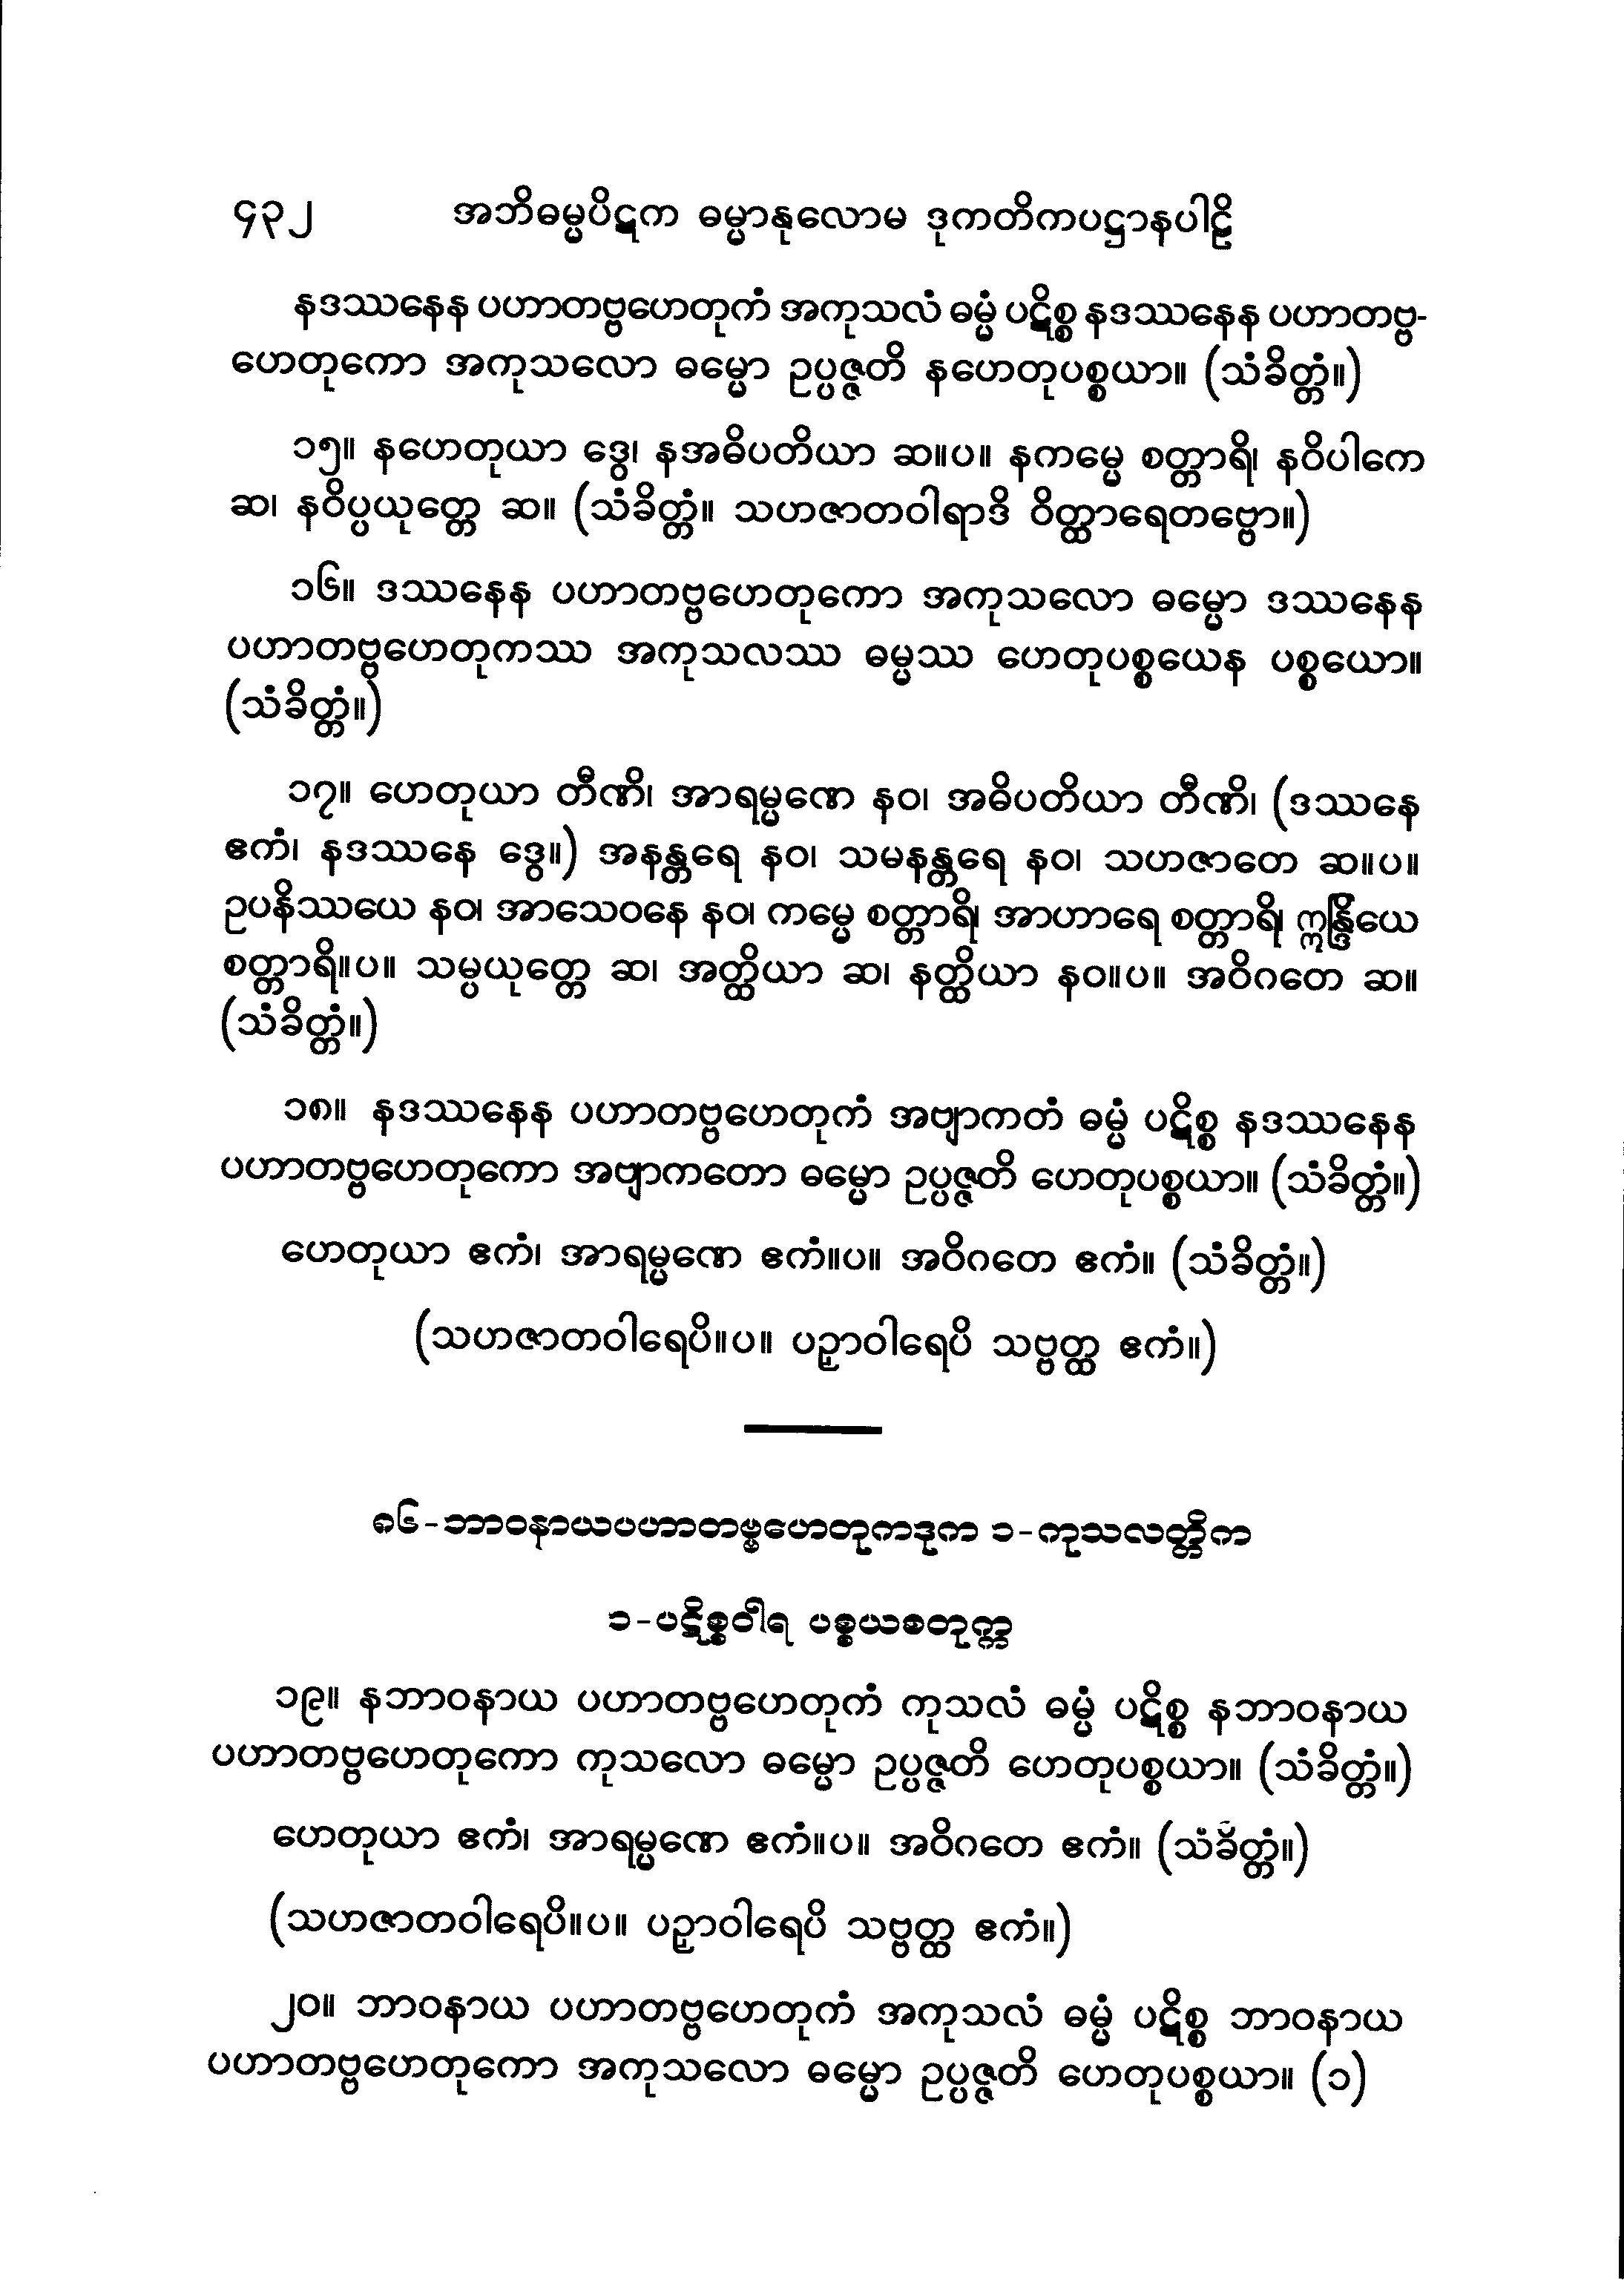 ၄၃၂ အဘိဓမ္မပိဋက ဓမ္မာနုလောမ ဒုကတိကပဋ္ဌာနပါဠိ
နဒဿနေန ပဟာတဗ္ဗဟေတုကံ အကုသလံ ဓမ္မံ ပဋိစ္စ နဒဿနေန ပဟာတဗ္ဗ-
ဟေတုကော အကုသလော ဓမ္မော ဥပ္ပဇ္ဇတိ နဟေတုပစ္စယာ။ (သံခိတ္တံ။)
၁၅။ နဟေတုယာ ဒွေ၊ နအဓိပတိယာ ဆ။ပ။ နကမ္မေ စတ္တာရိ၊ နဝိပါကေ
ဆ၊ နဝိပ္ပယုတ္တေ ဆ။ (သံခိတ္တံ။ သဟဇာတဝါရာဒိ ဝိတ္ထာရေတဗ္ဗော။)
၁၆။ ဒဿနေန ပဟာတဗ္ဗဟေတုကော အကုသလော ဓမ္မော ဒဿနေန
ပဟာတဗ္ဗဟေတုကဿ အကုသလဿ ဓမ္မဿ ဟေတုပစ္စယေန ပစ္စယော။
(သံခိတ္တံ။)
၁၇။ ဟေတုယာ တီဏိ၊ အာရမ္မဏေ နဝ၊ အဓိပတိယာ တီဏိ၊ (ဒဿနေ
ဧကံ၊ နဒဿနေ ဒွေ။) အနန္တရေ နဝ၊ သမနန္တရေ နဝ၊ သဟဇာတေ ဆ။ပ။
ဥပနိဿယေ နဝ၊ အာသေဝနေ နဝ၊ ကမ္မေ စတ္တာရိ၊ အာဟာရေ စတ္တာရိ၊ ဣန္ဒြိယေ
စတ္တာရိ။ပ။ သမ္ပယုတ္တေ ဆ၊ အတ္ထိယာ ဆ၊ နတ္ထိယာ နဝ။ပ။ အဝိဂတေ ဆ။
(သံခိတ္တံ။)
၁၈။ နဒဿနေန ပဟာတဗ္ဗဟေတုကံ အဗျာကတံ ဓမ္မံ ပဋိစ္စ နဒဿနေန
ပဟာတဗ္ဗဟေတုကော အဗျာကတော ဓမ္မော ဥပ္ပဇ္ဇတိ ဟေတုပစ္စယာ။ (သံခိတ္တံ။)
ဟေတုယာ ဧကံ၊ အာရမ္မဏေ ဧကံ။ပ။ အဝိဂတေ ဧကံ။ (သံခိတ္တံ။)
(သဟဇာတဝါရေပိ။ပ။ ပဉှာဝါရေပိ သဗ္ဗတ္ထ ဧကံ။)
၈၆-ဘာဝနာယပဟာတဗ္ဗဟေတုကဒုက ၁-ကုသလတ္တိက
၁-ပဋိစ္စဝါရ ပစ္စယစတုက္က
၁၉။ နဘာဝနာယ ပဟာတဗ္ဗဟေတုကံ ကုသလံ ဓမ္မံ ပဋိစ္စ နဘာဝနာယ
ပဟာတဗ္ဗဟေတုကော ကုသလော ဓမ္မော ဥပ္ပဇ္ဇတိ ဟေတုပစ္စယာ။ (သံခိတ္တံ။)
ဟေတုယာ ဧကံ၊ အာရမ္မဏေ ဧကံ။ပ။ အဝိဂတေ ဧကံ။ (သံခိတ္တံ။)
(သဟဇာတဝါရေပိ။ပ။ ပဉှာဝါရေပိ သဗ္ဗတ္ထ ဧကံ။)
၂၀။ ဘာဝနာယ ပဟာတဗ္ဗဟေတုကံ အကုသလံ ဓမ္မံ ပဋိစ္စ ဘာဝနာယ
ပဟာတဗ္ဗဟေတုကော အကုသလော ဓမ္မော ဥပ္ပဇ္ဇတိ ဟေတုပစ္စယာ။ (၁)